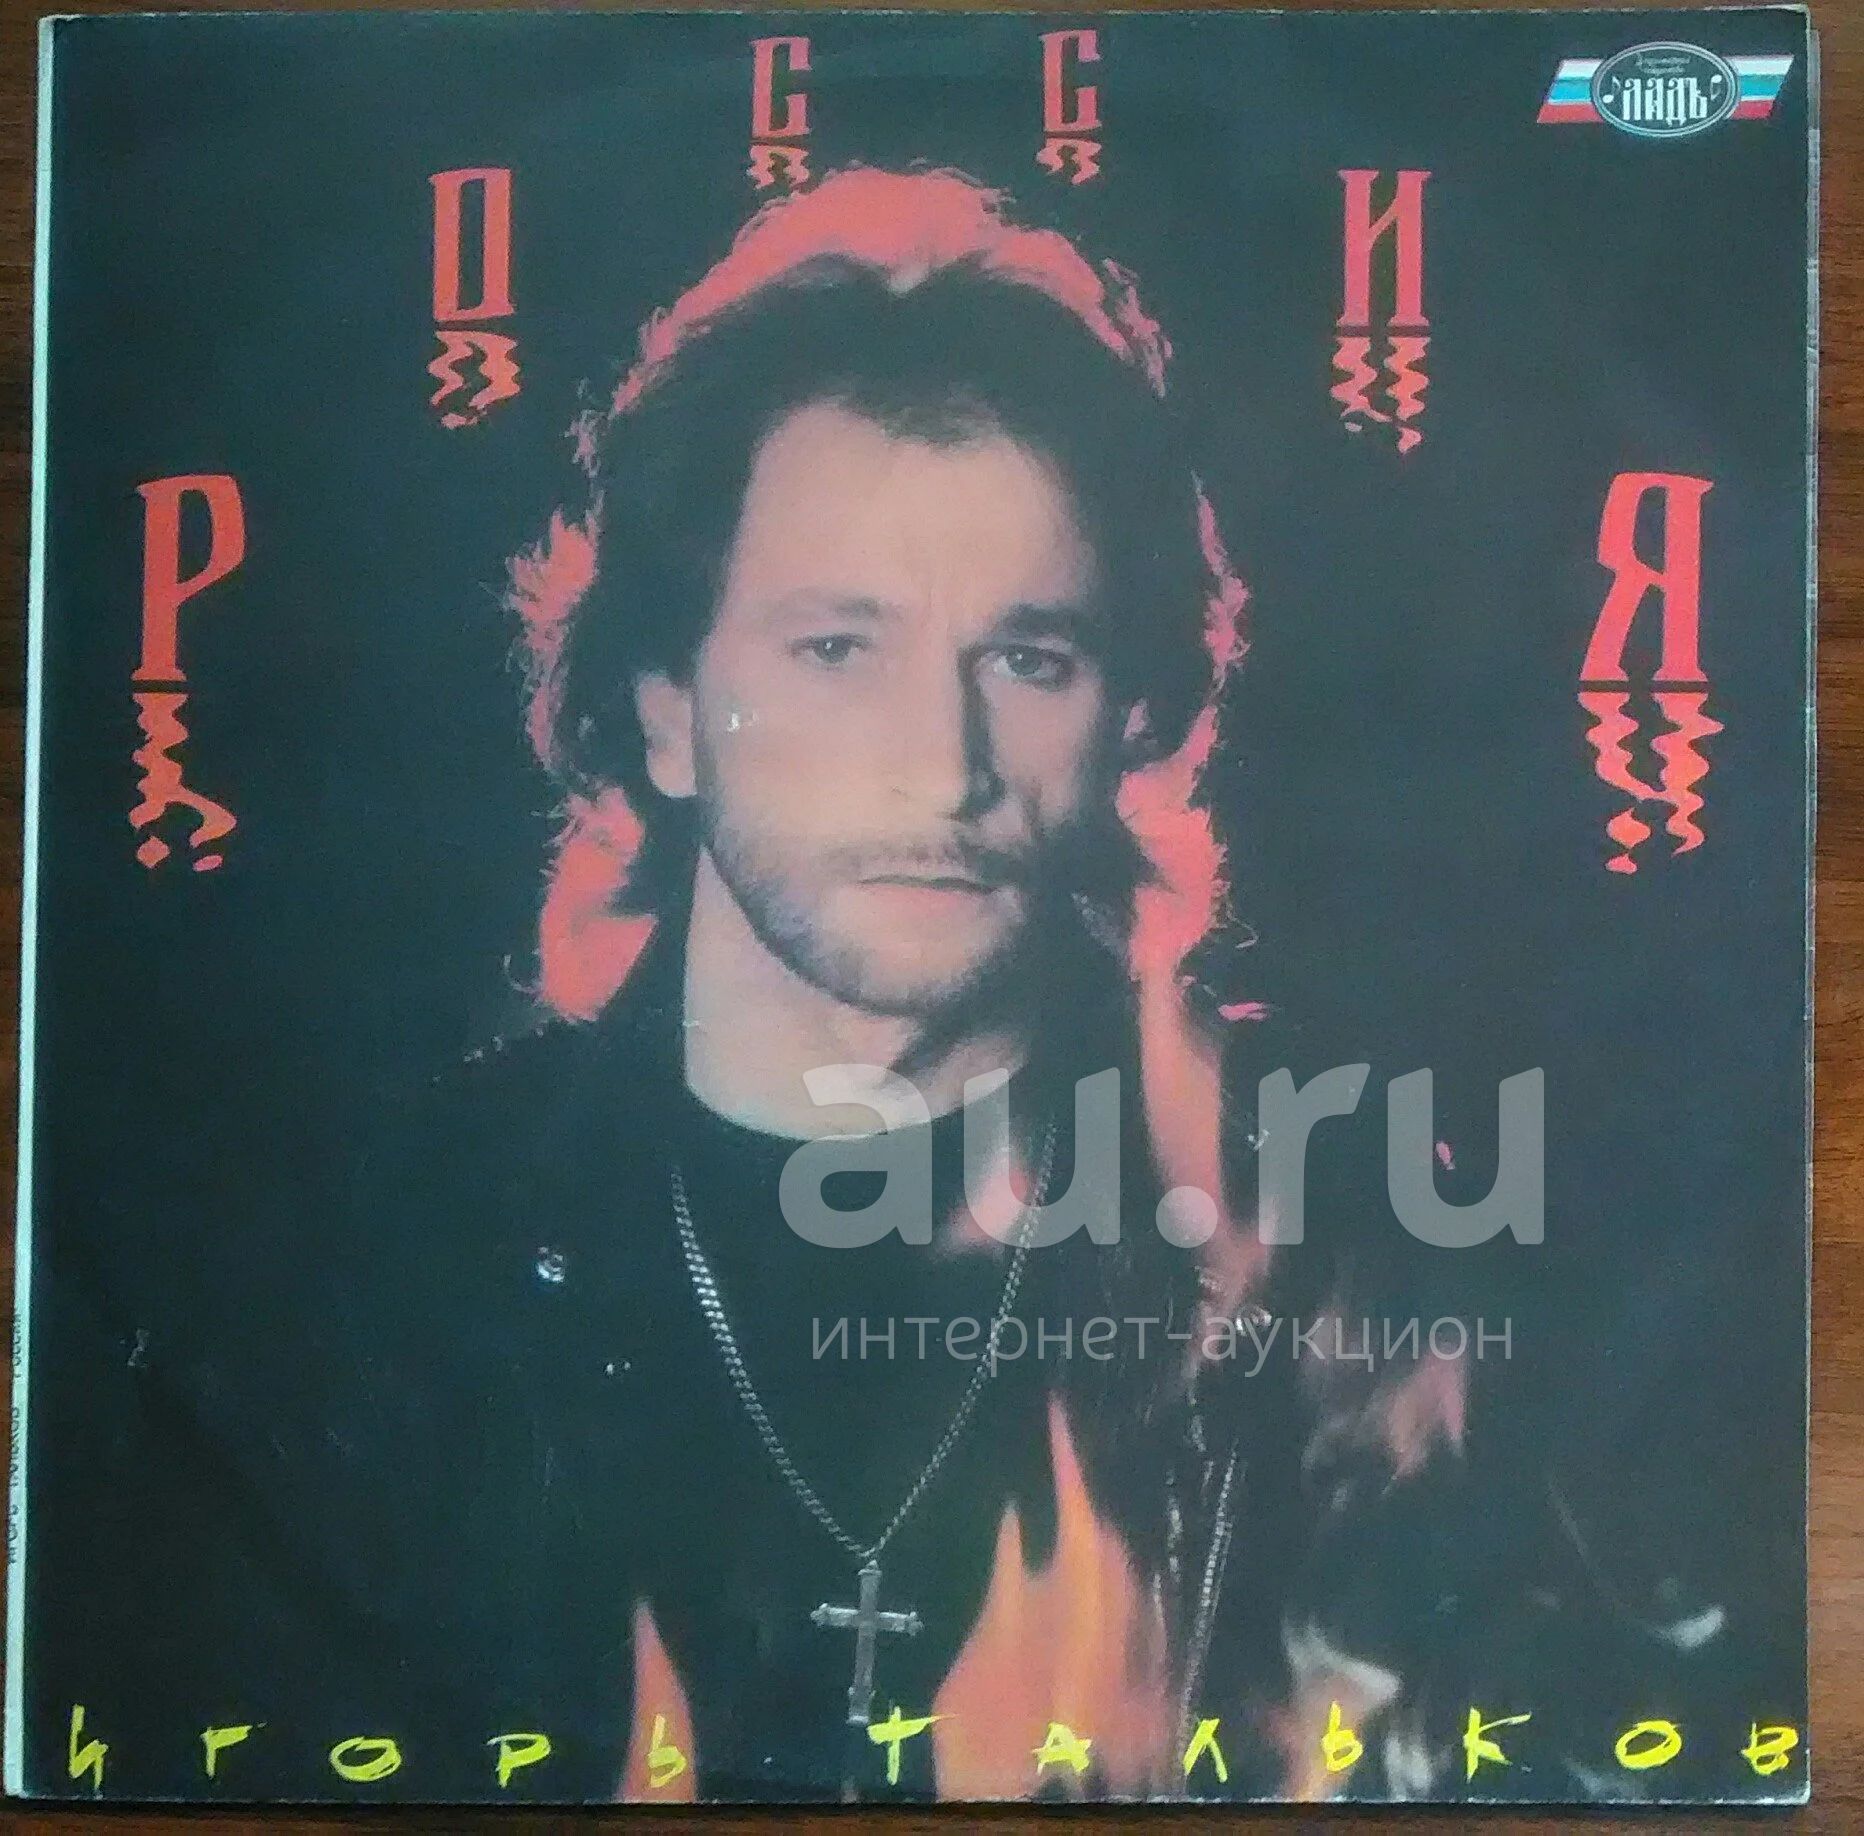 РОССИЯ
ЛАДЪ
au.ru
интернет-аукцион
ИГОРЬ ТАЛЬКОВ